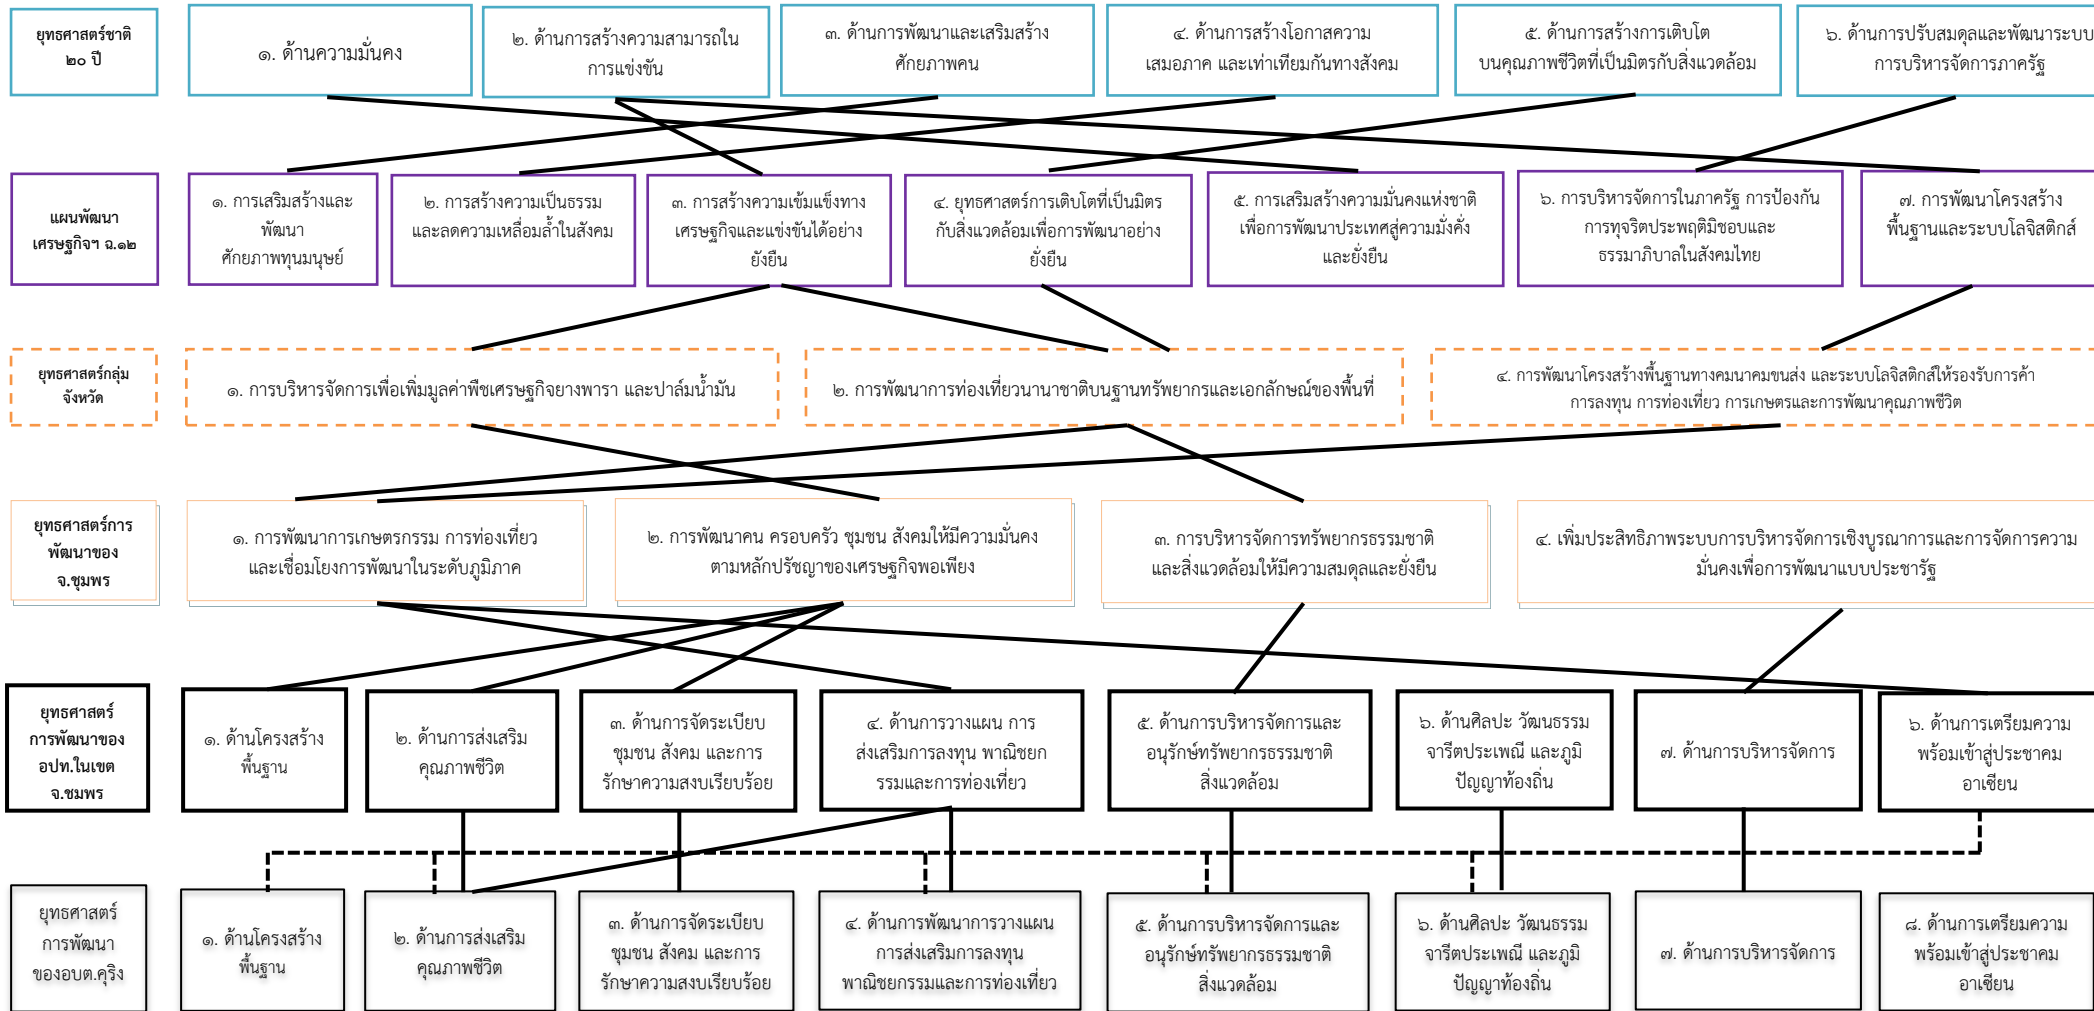 ยุทธศาสตร์ชาติ
๒๐ ปี
๑. ด้านความมั่นคง
๒. ด้านการสร้างความสามารถใน
การแข่งขัน
๓. ด้านการพัฒนาและเสริมสร้าง
ศักยภาพคน
๔. ด้านการสร้างโอกาสความ
เสมอภาค และเท่าเทียมกันทางสังคม
๕. ด้านการสร้างการเติบโต
บนคุณภาพชีวิตที่เป็นมิตรกับสิ่งแวดล้อม
๖. ด้านการปรับสมดุลและพัฒนาระบบ
การบริหารจัดการภาครัฐ
แผนพัฒนา
เศรษฐกิจฯ ฉ.๑๒
๑. การเสริมสร้างและ
พัฒนา
ศักยภาพทุนมนุษย์
๒. การสร้างความเป็นธรรม
และลดความเหลื่อมล้ำในสังคม
๓. การสร้างความเข้มแข็งทาง
เศรษฐกิจและแข่งขันได้อย่าง
ยั่งยืน
๔. ยุทธศาสตร์การเติบโตที่เป็นมิตร
กับสิ่งแวดล้อมเพื่อการพัฒนาอย่าง
ยั่งยืน
๕. การเสริมสร้างความมั่นคงแห่งชาติ
เพื่อการพัฒนาประเทศสู่ความมั่งคั่ง
และยั่งยืน
๖. การบริหารจัดการในภาครัฐ การป้องกัน
การทุจริตประพฤติมิชอบและ
ธรรมาภิบาลในสังคมไทย
๗. การพัฒนาโครงสร้าง
พื้นฐานและระบบโลจิสติกส์
ยุทธศาสตร์กลุ่ม
จังหวัด
๑. การบริหารจัดการเพื่อเพิ่มมูลค่าพืชเศรษฐกิจยางพารา และปาล์มน้ำมัน
๒. การพัฒนาการท่องเที่ยวนานาชาติบนฐานทรัพยากรและเอกลักษณ์ของพื้นที่
๔. การพัฒนาโครงสร้างพื้นฐานทางคมนาคมขนส่ง และระบบโลจิสติกส์ให้รองรับการค้า
การลงทุน การท่องเที่ยว การเกษตรและการพัฒนาคุณภาพชีวิต
ยุทธศาสตร์การ
พัฒนาของ
จ.ชุมพร
๑. การพัฒนาการเกษตรกรรม การท่องเที่ยว
และเชื่อมโยงการพัฒนาในระดับภูมิภาค
๒. การพัฒนาคน ครอบครัว ชุมชน สังคมให้มีความมั่นคง
ตามหลักปรัชญาของเศรษฐกิจพอเพียง
๓. การบริหารจัดการทรัพยากรธรรมชาติ
และสิ่งแวดล้อมให้มีความสมดุลและยั่งยืน
๔. เพิ่มประสิทธิภาพระบบการบริหารจัดการเชิงบูรณาการและการจัดการความ
มั่นคงเพื่อการพัฒนาแบบประชารัฐ
ยุทธศาสตร์
การพัฒนาของ
อปท.ในเขต
จ.ชมพร
๑. ด้านโครงสร้าง
พื้นฐาน
๒. ด้านการส่งเสริม
คุณภาพชีวิต
๓. ด้านการจัดระเบียบ
ชุมชน สังคม และการ
รักษาความสงบเรียบร้อย
๔. ด้านการวางแผน การ
ส่งเสริมการลงทุน พาณิชยก
รรมและการท่องเที่ยว
๕. ด้านการบริหารจัดการและ
อนุรักษ์ทรัพยากรธรรมชาติ
สิ่งแวดล้อม
๖. ด้านศิลปะ วัฒนธรรม
จารีตประเพณี และภูมิ
ปัญญาท้องถิ่น
๗. ด้านการบริหารจัดการ
๖. ด้านการเตรียมความ
พร้อมเข้าสู่ประชาคม
อาเซียน
ยุทธศาสตร์
การพัฒนา
ของอบต.คุริง
๑. ด้านโครงสร้าง
พื้นฐาน
๒. ด้านการส่งเสริม
คุณภาพชีวิต
๓. ด้านการจัดระเบียบ
ชุมชน สังคม และการ
รักษาความสงบเรียบร้อย
๔. ด้านการพัฒนาการวางแผน
การส่งเสริมการลงทุน
พาณิชยกรรมและการท่องเที่ยว
๕. ด้านการบริหารจัดการและ
อนุรักษ์ทรัพยากรธรรมชาติ
สิ่งแวดล้อม
๖. ด้านศิลปะ วัฒนธรรม
จารีตประเพณี และภูมิ
ปัญญาท้องถิ่น
๗. ด้านการบริหารจัดการ
๘. ด้านการเตรียมความ
พร้อมเข้าสู่ประชาคม
อาเซียน